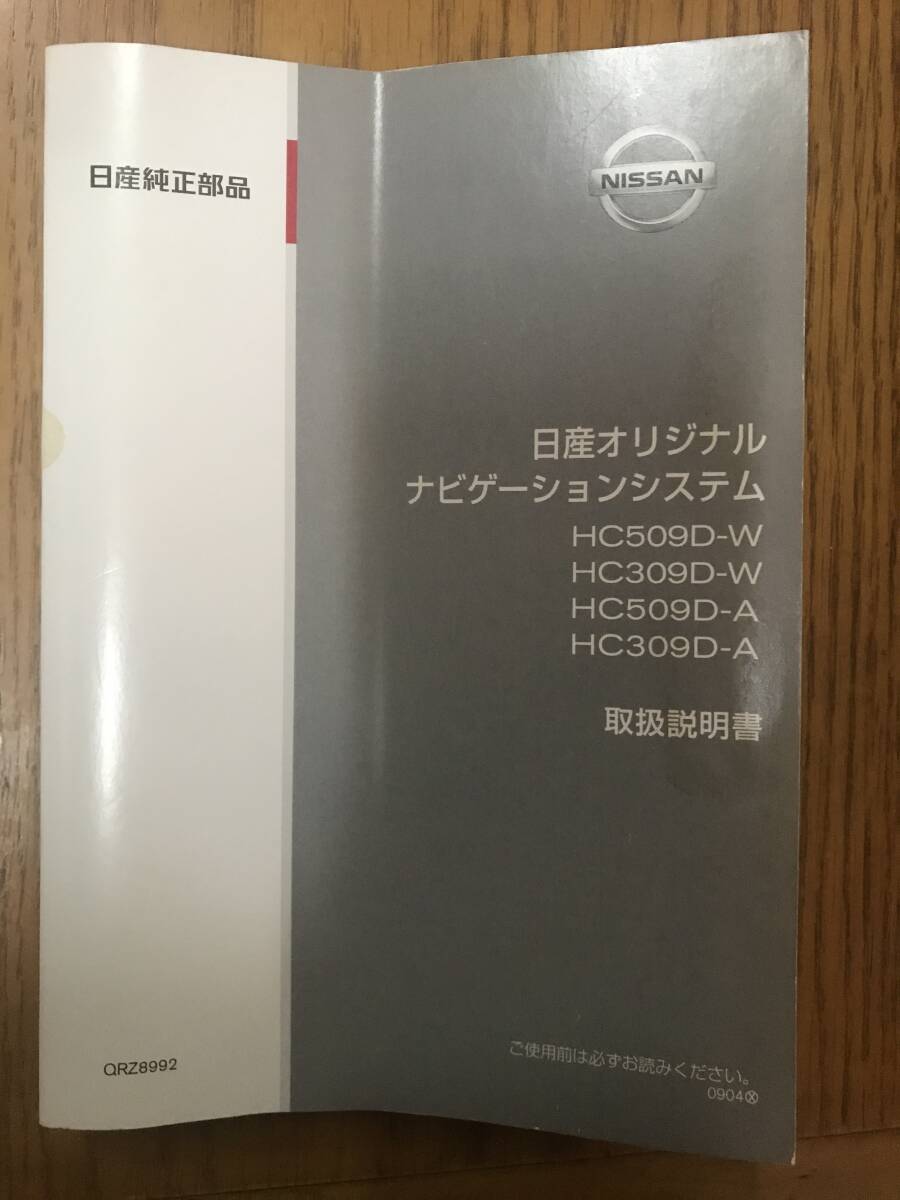 日産純正部品
NISSAN
日産オリジナル
ナビゲーションシステム
HC509D-W
HC309D-W
HC509D-A
HC309D-A
取扱説明書
ご使用前は必ずお読みください。
0904Ⓧ
QRZ8992